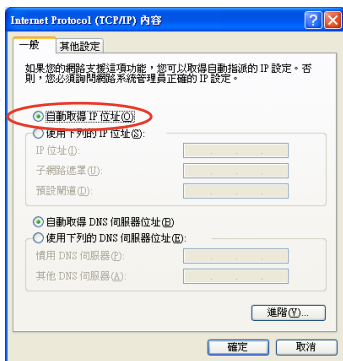 Internet Protocol (TCP/IP) 內容
一般 其他設定
如果您的網路支援這項功能，您可以取得自動指派的 IP 設定。否
則，您必須詢問網路系統管理員正確的 IP 設定。
自動取得 IP 位址(O)
使用下列的 IP 位址(S):
IP 位址(I):
子網路遮罩(U):
預設閘道(D):
自動取得 DNS 伺服器位址(B)
使用下列的 DNS 伺服器位址(E):
慣用 DNS 伺服器(P):
其他 DNS 伺服器(A):
進階(V)...
確定 取消